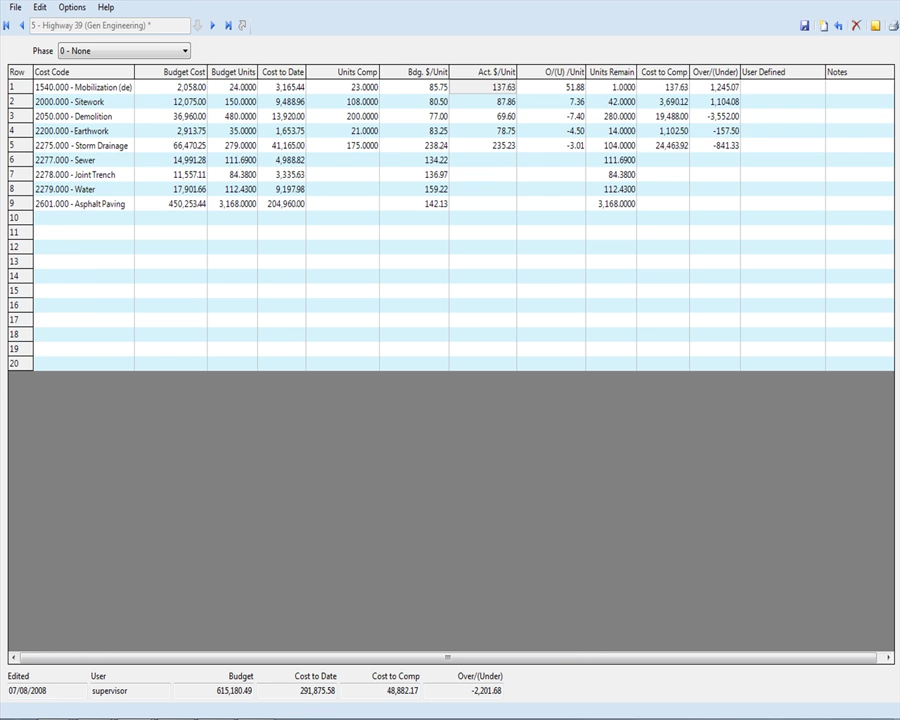 File Edit Options Help
5 - Highway 39 (Gen Engineering) *
Phase 0 - None
Row Cost Code Budget Cost Budget Units Cost to Date Units Comp Bdg. $/Unit Act. $/Unit O/(U) /Unit Units Remain Cost to Comp Over/(Under) User Defined Notes
1 1540.000 - Mobilization (de) 2,058.00 24.0000 3,165.44 23.0000 85.75 137.63 51.88 1.0000 137.63 1,245.07
2 2000.000 - Sitework 12,075.00 150.0000 9,488.96 108.0000 80.50 87.86 7.36 42.0000 3,690.12 1,104.08
3 2050.000 - Demolition 36,960.00 480.0000 13,920.00 200.0000 77.00 69.60 -7.40 280.0000 19,488.00 -3,552.00
4 2200.000 - Earthwork 2,913.75 35.0000 1,653.75 21.0000 83.25 78.75 -4.50 14.0000 1,102.50 -157.50
5 2275.000 - Storm Drainage 66,470.25 279.0000 41,165.00 175.0000 238.24 235.23 -3.01 104.0000 24,463.92 -841.33
6 2277.000 - Sewer 14,991.28 111.6900 4,988.82 134.22 111.6900
7 2278.000 - Joint Trench 11,557.11 84.3800 3,335.63 136.97 84.3800
8 2279.000 - Water 17,901.66 112.4300 9,197.98 159.22 112.4300
9 2601.000 - Asphalt Paving 450,253.44 3,168.0000 204,960.00 142.13 3,168.0000
10
11
12
13
14
15
16
17
18
19
20
Edited User Budget Cost to Date Cost to Comp Over/(Under)
07/08/2008 supervisor 615,180.49 291,875.58 48,882.17 -2,201.68